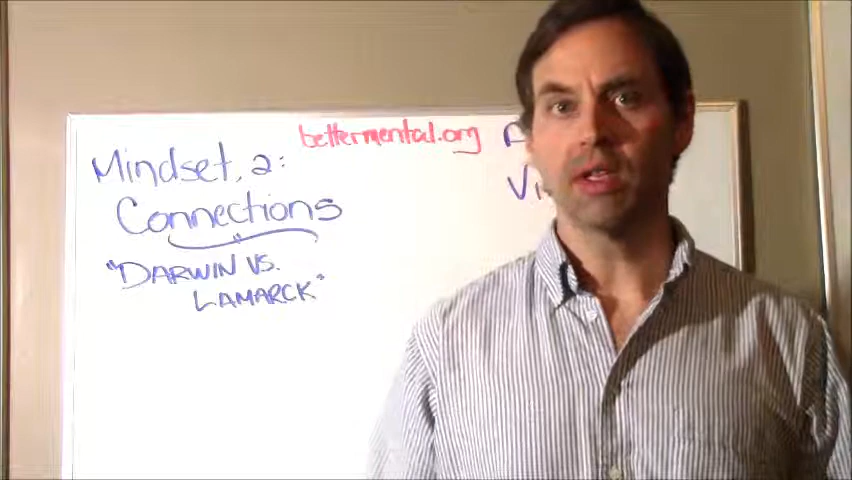 Mindset, 2:
bettermental.org
Connections
"DARWIN VS.
LAMARCK"